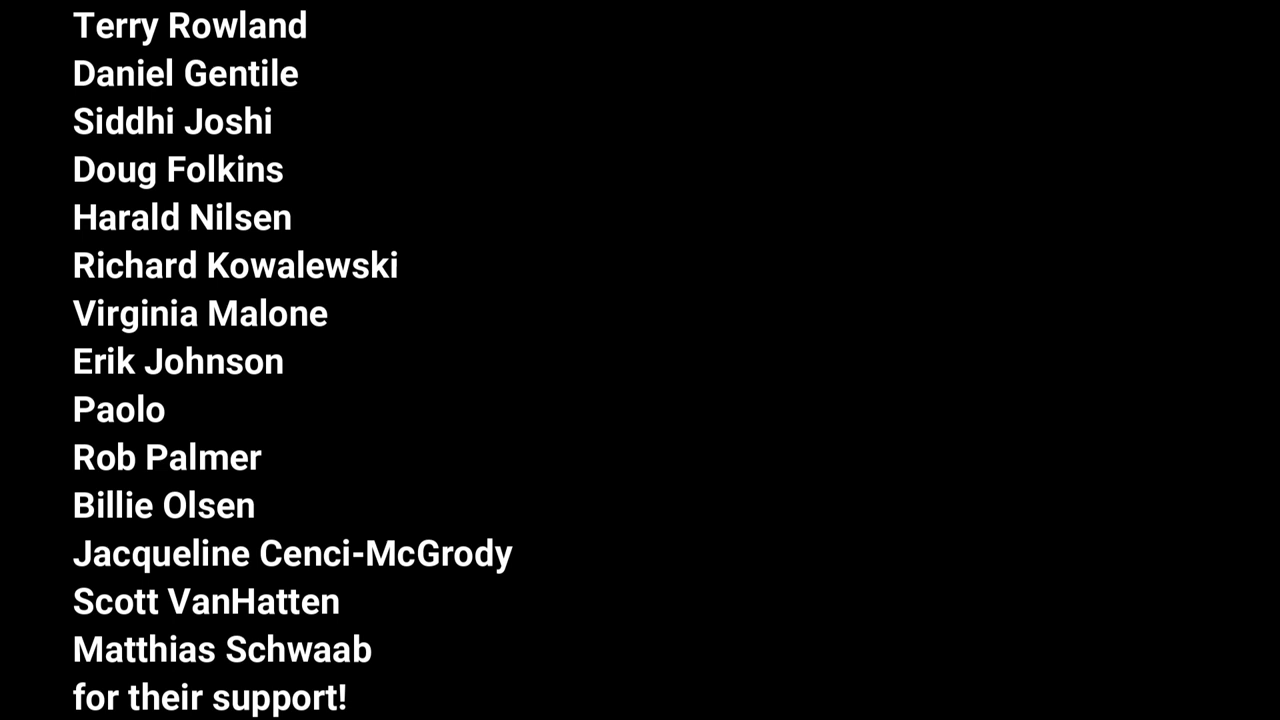 Terry Rowland
Daniel Gentile
Siddhi Joshi
Doug Folkins
Harald Nilsen
Richard Kowalewski
Virginia Malone
Erik Johnson
Paolo
Rob Palmer
Billie Olsen
Jacqueline Cenci-McGrody
Scott VanHatten
Matthias Schwaab
for their support!